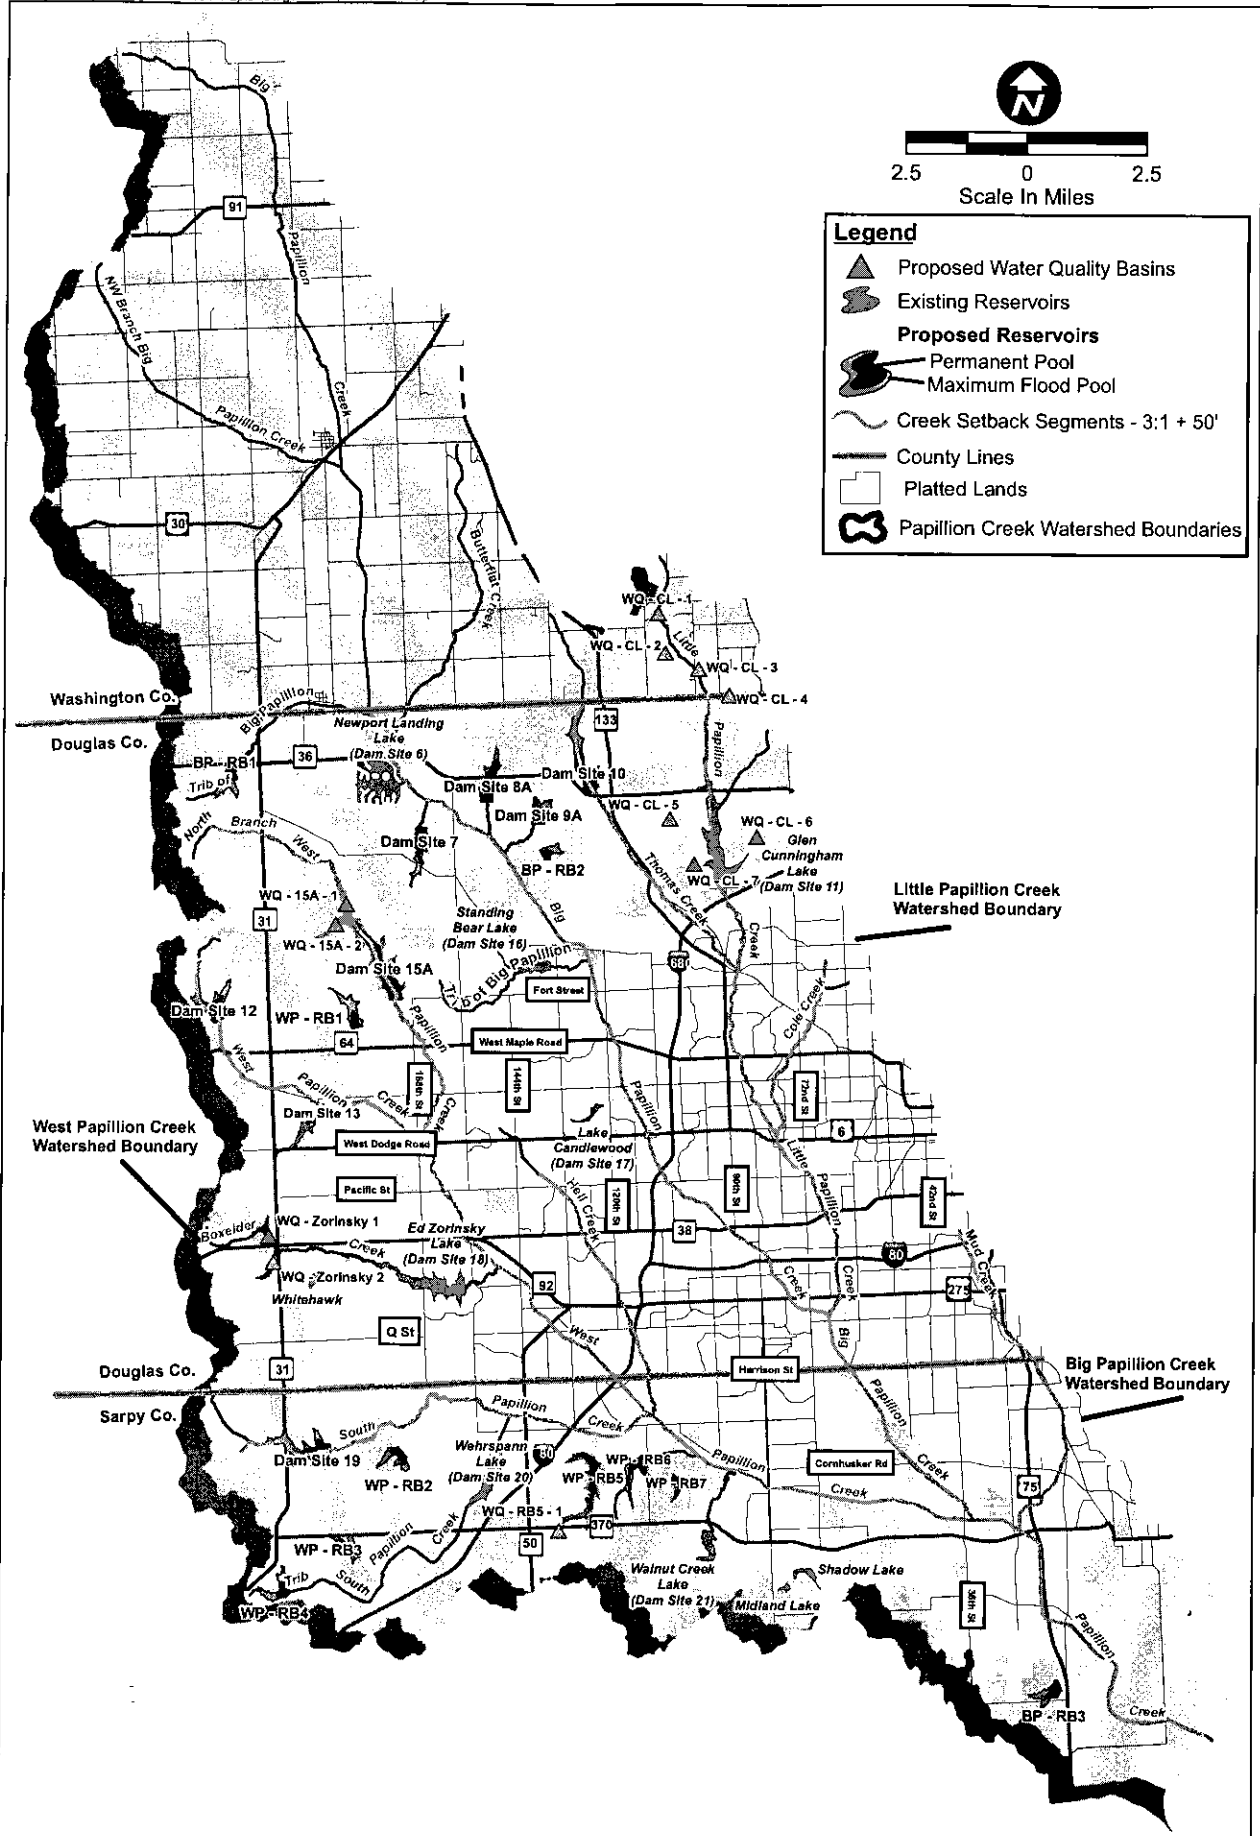 Big
N
2.5
0
2.5
Scale In Miles
91
Legend
Proposed Water Quality Basins
Existing Reservoirs
Proposed Reservoirs
Permanent Pool
Maximum Flood Pool
Creek Setback Segments - 3:1 + 50'
County Lines
Platted Lands
Papillion Creek Watershed Boundaries
Papillion
NW Branch Big
Creek
Papillion Creek
30
Butterflat Creek
WQ - CL - 1
Little
WQ - CL - 2
WQ - CL - 3
WQ - CL - 4
Washington Co.
Big Papillion
Douglas Co.
Newport Landing
Lake
(Dam Site 6)
133
Papillion
BP - RB1
36
Trib of
Dam Site 10
Dam Site 8A
Dam Site 9A
WQ - CL - 5
WQ - CL - 6
North
Branch
West
Dam Site 7
BP - RB2
Glen
Cunningham
Lake
(Dam Site 11)
WQ - CL - 7
Thomas Creek
Little Papillion Creek
Watershed Boundary
WQ - 15A - 1
31
WQ - 15A - 2
Standing
Bear Lake
(Dam Site 16)
Big
Creek
Dam Site 15A
Trib of Big Papillion
680
Fort Street
Dam Site 12
WP - RB1
Papillion
Cole Creek
64
West Maple Road
West
Papillion
Creek
168th St
144th St
Papillion
72nd St
Dam Site 13
Creek
West Papillion Creek
Watershed Boundary
West Dodge Road
Lake
Candlewood
(Dam Site 17)
6
Little
Pacific St
Hell Creek
120th St
90th St
Papillion
42nd St
Boxelder
WQ - Zorinsky 1
Creek
Ed Zorinsky
Lake
(Dam Site 18)
38
80
Mud Creek
WQ - Zorinsky 2
92
Creek
Creek
275
Whitehawk
Q St
West
Big
Douglas Co.
31
Harrison St
Big Papillion Creek
Watershed Boundary
Sarpy Co.
South
Papillion
Creek
Papillion
Dam Site 19
Wehrspann
Lake
(Dam Site 20)
80
WP - RB6
Papillion
Cornhusker Rd
Creek
WP - RB2
WP - RB5
WP - RB7
Creek
75
WQ - RB5 - 1
370
WP - RB3
Papillion
Creek
50
Trib
South
Walnut Creek
Lake
(Dam Site 21)
Shadow Lake
Midland Lake
WP - RB4
36th St
Papillion
BP - RB3
Creek